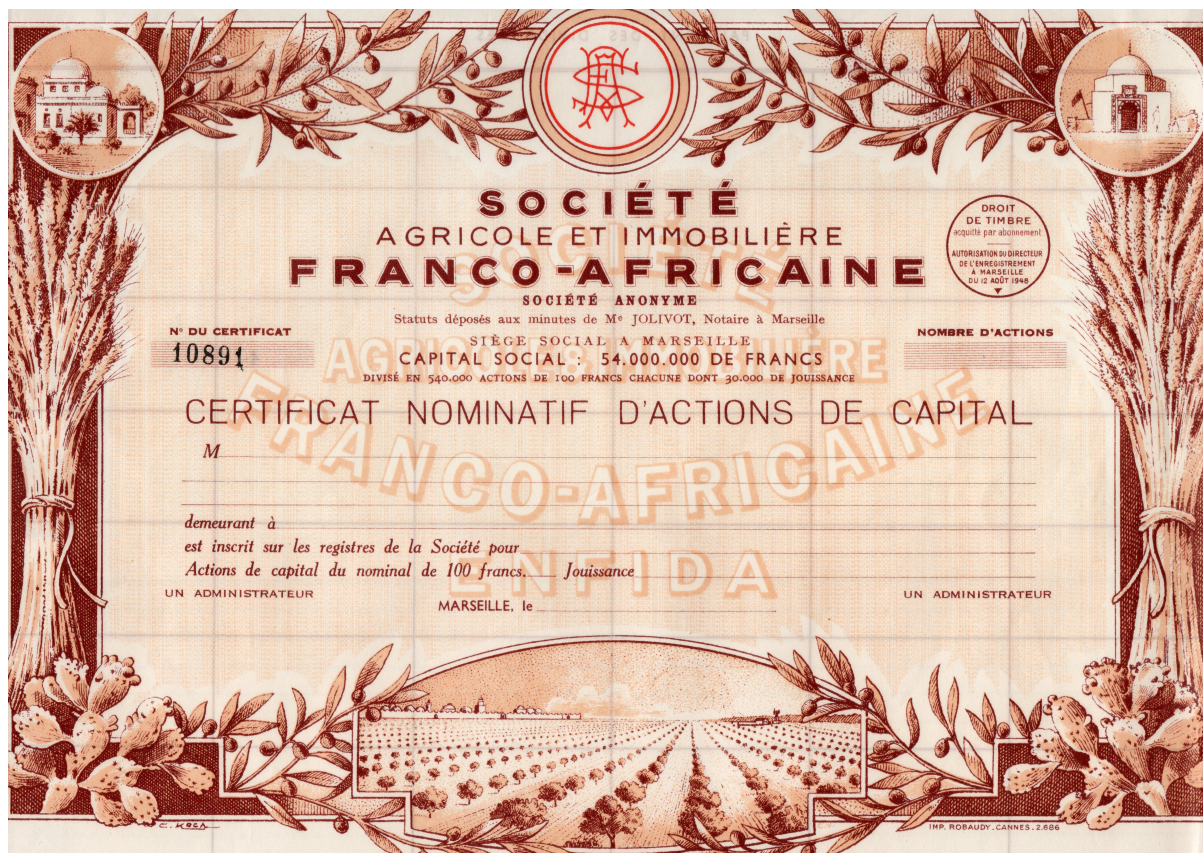 SOCIÉTÉ
AGRICOLE ET IMMOBILIÈRE
FRANCO-AFRICAINE
SOCIÉTÉ ANONYME
Statuts déposés aux minutes de Me JOLIVOT, Notaire à Marseille
SIÈGE SOCIAL A MARSEILLE
CAPITAL SOCIAL : 54.000.000 DE FRANCS
DIVISÉ EN 540.000 ACTIONS DE 100 FRANCS CHACUNE DONT 30.000 DE JOUISSANCE
DROIT
DE TIMBRE
acquitté par abonnement
AUTORISATION DU DIRECTEUR
DE L'ENREGISTREMENT
A MARSEILLE
DU 12 AOÛT 1948
N° DU CERTIFICAT
10891
NOMBRE D'ACTIONS
CERTIFICAT NOMINATIF D'ACTIONS DE CAPITAL
M
demeurant à
est inscrit sur les registres de la Société pour
Actions de capital du nominal de 100 francs. Jouissance
UN ADMINISTRATEUR
MARSEILLE, le
UN ADMINISTRATEUR
SOCIÉTÉ
AGRICOLE & IMMOBILIÈRE
FRANCO-AFRICAINE
ENFIDA
C. KOCA
IMP. ROBAUDY. CANNES. 2.686